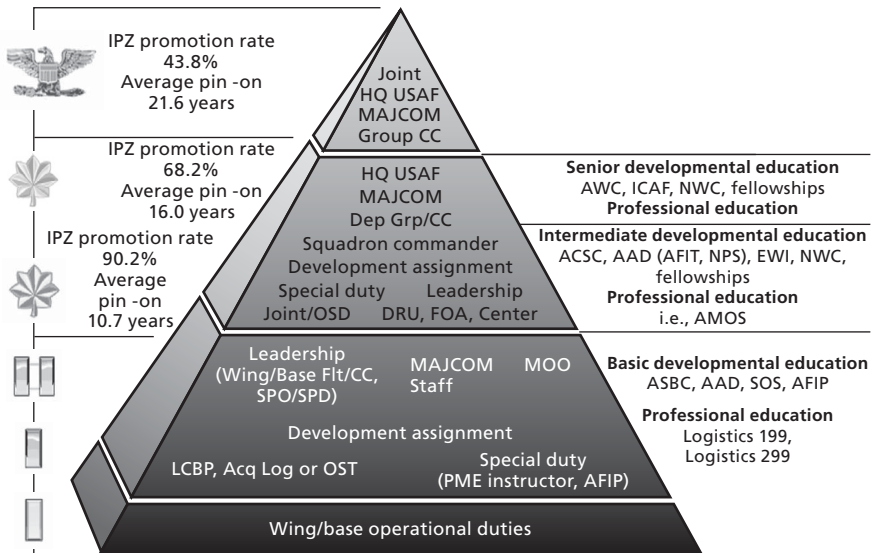 IPZ promotion rate
43.8%
Average pin -on
21.6 years
IPZ promotion rate
68.2%
Average pin -on
16.0 years
IPZ promotion rate
90.2%
Average
pin -on
10.7 years
Joint
HQ USAF
MAJCOM
Group CC
HQ USAF
MAJCOM
Dep Grp/CC
Squadron commander
Development assignment
Special duty Leadership
Joint/OSD DRU, FOA, Center
Leadership
(Wing/Base Flt/CC,
SPO/SPD)
MAJCOM
Staff
MOO
Development assignment
LCBP, Acq Log or OST
Special duty
(PME instructor, AFIP)
Wing/base operational duties
Senior developmental education
AWC, ICAF, NWC, fellowships
Professional education
Intermediate developmental education
ACSC, AAD (AFIT, NPS), EWI, NWC,
fellowships
Professional education
i.e., AMOS
Basic developmental education
ASBC, AAD, SOS, AFIP
Professional education
Logistics 199,
Logistics 299